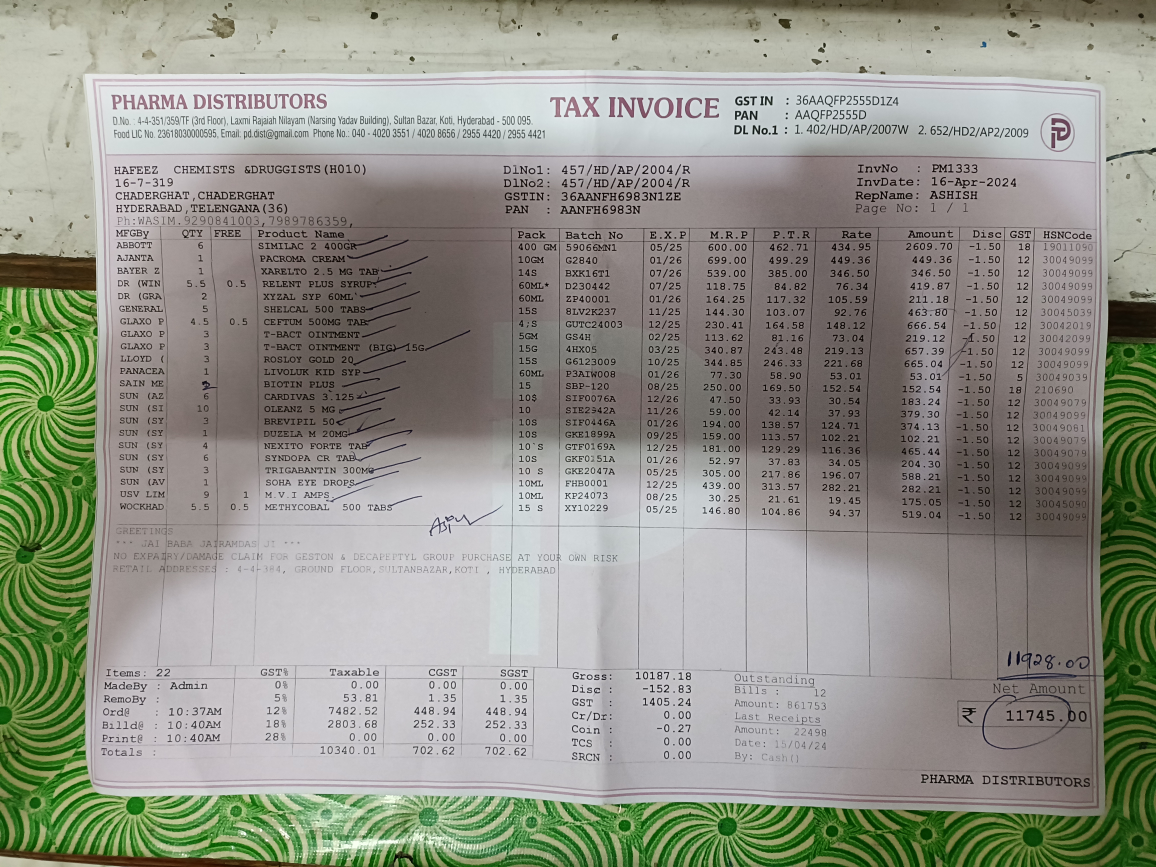 PHARMA DISTRIBUTORS
D.No. : 4-4-351/359/TF (3rd Floor), Laxmi Rajaiah Nilayam (Narsing Yadav Building), Sultan Bazar, Koti, Hyderabad - 500 095.
Food LIC No. 23618030000595, Email: pd.dist@gmail.com Phone No.: 040 - 4020 3551 / 4020 8656 / 2955 4420 / 2955 4421
TAX INVOICE
GST IN : 36AAQFP2555D1Z4
PAN : AAQFP2555D
DL No.1 : 1. 402/HD/AP/2007W 2. 652/HD2/AP2/2009
HAFEEZ CHEMISTS &DRUGGISTS(H010)
16-7-319
CHADERGHAT,CHADERGHAT
HYDERABAD,TELENGANA(36)
Ph:WASIM.9290841003,7989786359,
DlNo1: 457/HD/AP/2004/R
DlNo2: 457/HD/AP/2004/R
GSTIN: 36AANFH6983N1ZE
PAN : AANFH6983N
InvNo : PM1333
InvDate: 16-Apr-2024
RepName: ASHISH
Page No: 1 / 1
MFGBy QTY FREE Product Name Pack Batch No E.X.P M.R.P P.T.R Rate Amount Disc GST HSNCode
ABBOTT 6 SIMILAC 2 400GR 400 GM 59066MN1 05/25 600.00 462.71 434.95 2609.70 -1.50 18 19011090
AJANTA 1 PACROMA CREAM 10GM G2840 01/26 699.00 499.29 449.36 449.36 -1.50 12 30049099
BAYER Z 1 XARELTO 2.5 MG TAB 14S BXK16T1 07/26 539.00 385.00 346.50 346.50 -1.50 12 30049099
DR (WIN 5.5 0.5 RELENT PLUS SYRUP 60ML* D230442 07/26 118.75 84.82 76.34 419.87 -1.50 12 30049099
DR (GRA 2 XYZAL SYP 60ML 60ML ZP40001 01/26 164.25 117.32 105.59 211.18 -1.50 12 30049099
GENERAL 5 SHELCAL 500 TABS 15S 8LV2K237 11/25 144.30 103.07 92.76 463.80 -1.50 12 30045039
GLAXO P 4.5 0.5 CEFTUM 500MG TAB 4;S GUTC24003 12/25 230.41 164.58 148.12 666.54 -1.50 12 30042019
GLAXO P 3 T-BACT OINTMENT 5GM GS4H 02/25 113.62 81.16 73.04 219.12 -1.50 12 30042099
GLAXO P 3 T-BACT OINTMENT (BIG) 15G 15G 4HX05 03/25 340.87 243.48 219.13 657.39 -1.50 12 30049099
LLOYD ( 3 ROSLOY GOLD 20 15S G6123009 10/25 344.85 246.33 221.68 665.04 -1.50 12 30049099
PANACEA 1 LIVOLUK KID SYP 60ML P3AIW008 01/26 77.30 58.90 53.01 53.01 -1.50 5 30049039
SAIN ME BIOTIN PLUS 15 SBP-120 08/25 250.00 169.50 152.54 152.54 -1.50 18 210690
SUN (AZ 6 CARDIVAS 3.125 10S SIF0076A 12/26 47.50 33.93 30.54 183.24 -1.50 12 30049079
SUN (SI 10 OLEANZ 5 MG 10 SIE2942A 11/26 59.00 42.14 37.93 379.30 -1.50 12 30049099
SUN (SY 3 BREVIPIL 50 10S SIF0446A 01/26 194.00 138.57 124.71 374.13 -1.50 12 30049081
SUN (SY 1 DUZELA M 20MG 10S GKE1899A 09/25 159.00 113.57 102.21 102.21 -1.50 12 30049079
SUN (SY 4 NEXITO FORTE TAB 10`S GTF0169A 12/25 181.00 129.29 116.36 465.44 -1.50 12 30049079
SUN (SY 6 SYNDOPA CR TAB 10S GKF0151A 01/26 52.97 37.83 34.05 204.30 -1.50 12 30049099
SUN (SY 3 TRIGABANTIN 300MG 10 S GKE2047A 05/25 305.00 217.86 196.07 588.21 -1.50 12 30049099
SUN (AV 1 SOHA EYE DROPS 10ML FHB0001 12/25 439.00 313.57 282.21 282.21 -1.50 12 30049099
USV LIM 9 1 M.V.I AMPS 10ML KP24073 08/25 30.25 21.61 19.45 175.05 -1.50 12 30045090
WOCKHAD 5.5 0.5 METHYCOBAL 500 TABS 15 S XY10229 05/25 146.80 104.86 94.37 519.04 -1.50 12 30049099
GREETINGS
*** JAI BABA JAIRAMDAS JI ***
NO EXPAIRY/DAMAGE CLAIM FOR GESTON & DECAPEPTYL GROUP PURCHASE AT YOUR OWN RISK
RETAIL ADDRESSES : 4-4-384, GROUND FLOOR,SULTANBAZAR,KOTI , HYDERABAD
11928.00
Items: 22 GST% Taxable CGST SGST
MadeBy : Admin 0% 0.00 0.00 0.00
RemoBy : 5% 53.81 1.35 1.35
Ord@ : 10:37AM 12% 7482.52 448.94 448.94
Billd@ : 10:40AM 18% 2803.68 252.33 252.33
Print@ : 10:40AM 28% 0.00 0.00 0.00
Totals : 10340.01 702.62 702.62
Gross: 10187.18
Disc : -152.83
GST : 1405.24
Cr/Dr: 0.00
Coin : -0.27
TCS : 0.00
SRCN : 0.00
Outstanding
Bills : 12
Amount: 861753
Last Receipts
Amount: 22498
Date: 15/04/24
By: Cash()
Net Amount
₹ 11745.00
PHARMA DISTRIBUTORS